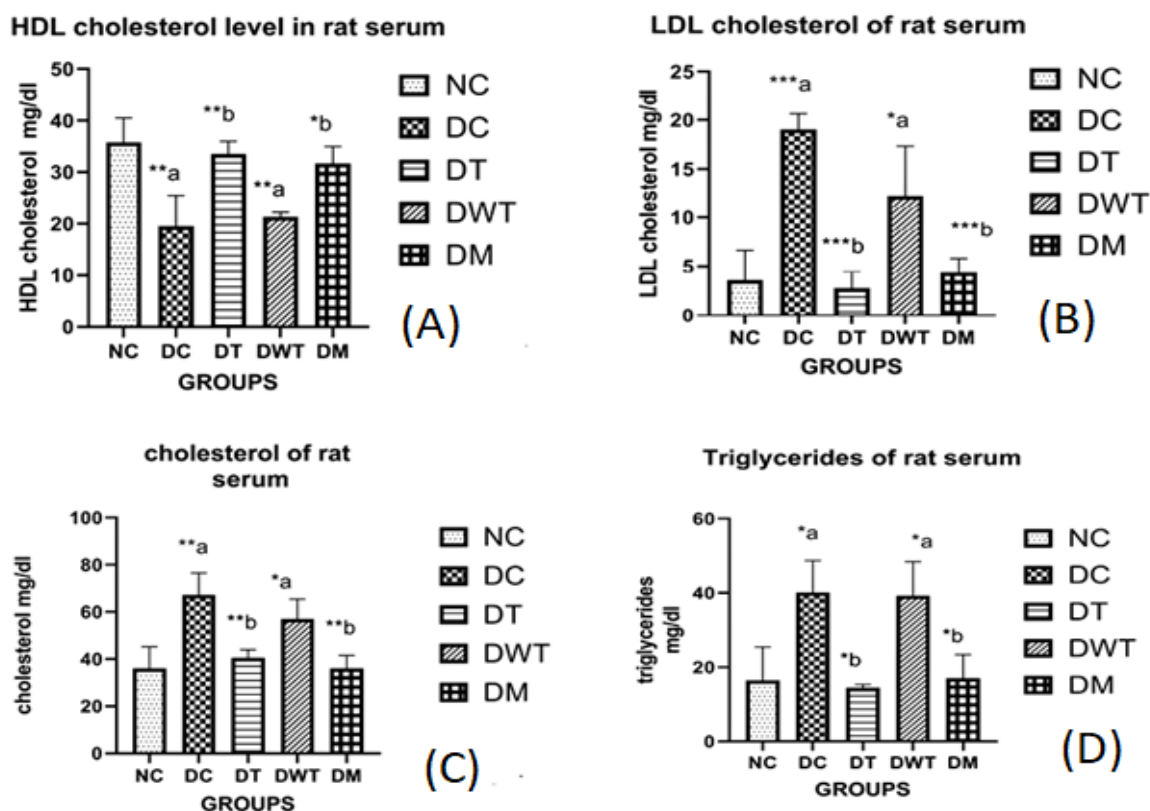 HDL cholesterol level in rat serum
HDL cholesterol mg/dl
50
40
30
20
10
0
**a
**b
**a
*b
NC
DC
DT
DWT
DM
GROUPS
NC
DC
DT
DWT
DM
(A)
LDL cholesterol of rat serum
LDL cholesterol mg/dl
25
20
15
10
5
0
***a
***b
*a
***b
NC
DC
DT
DWT
DM
GROUPS
NC
DC
DT
DWT
DM
(B)
cholesterol of rat
serum
cholesterol mg/dl
100
80
60
40
20
0
**a
**b
*a
**b
NC
DC
DT
DWT
DM
GROUPS
NC
DC
DT
DWT
DM
(C)
Triglycerides of rat serum
triglycerides
mg/dl
60
40
20
0
*a
*b
*a
*b
NC
DC
DT
DWT
DM
GROUPS
NC
DC
DT
DWT
DM
(D)